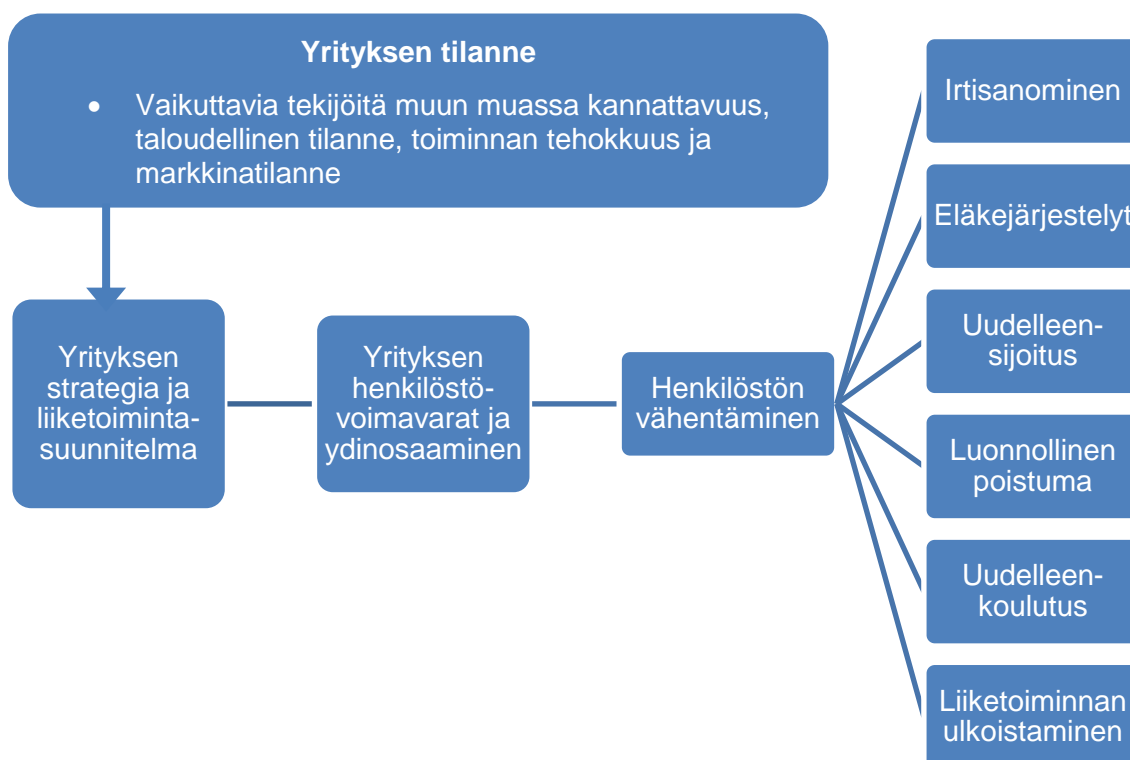 Yrityksen tilanne
• Vaikuttavia tekijöitä muun muassa kannattavuus,
taloudellinen tilanne, toiminnan tehokkuus ja
markkinatilanne
Yrityksen
strategia ja
liiketoiminta-
suunnitelma
Yrityksen
henkilöstö-
voimavarat ja
ydinosaaminen
Henkilöstön
vähentäminen
Irtisanominen
Eläkejärjestelyt
Uudelleen-
sijoitus
Luonnollinen
poistuma
Uudelleen-
koulutus
Liiketoiminnan
ulkoistaminen